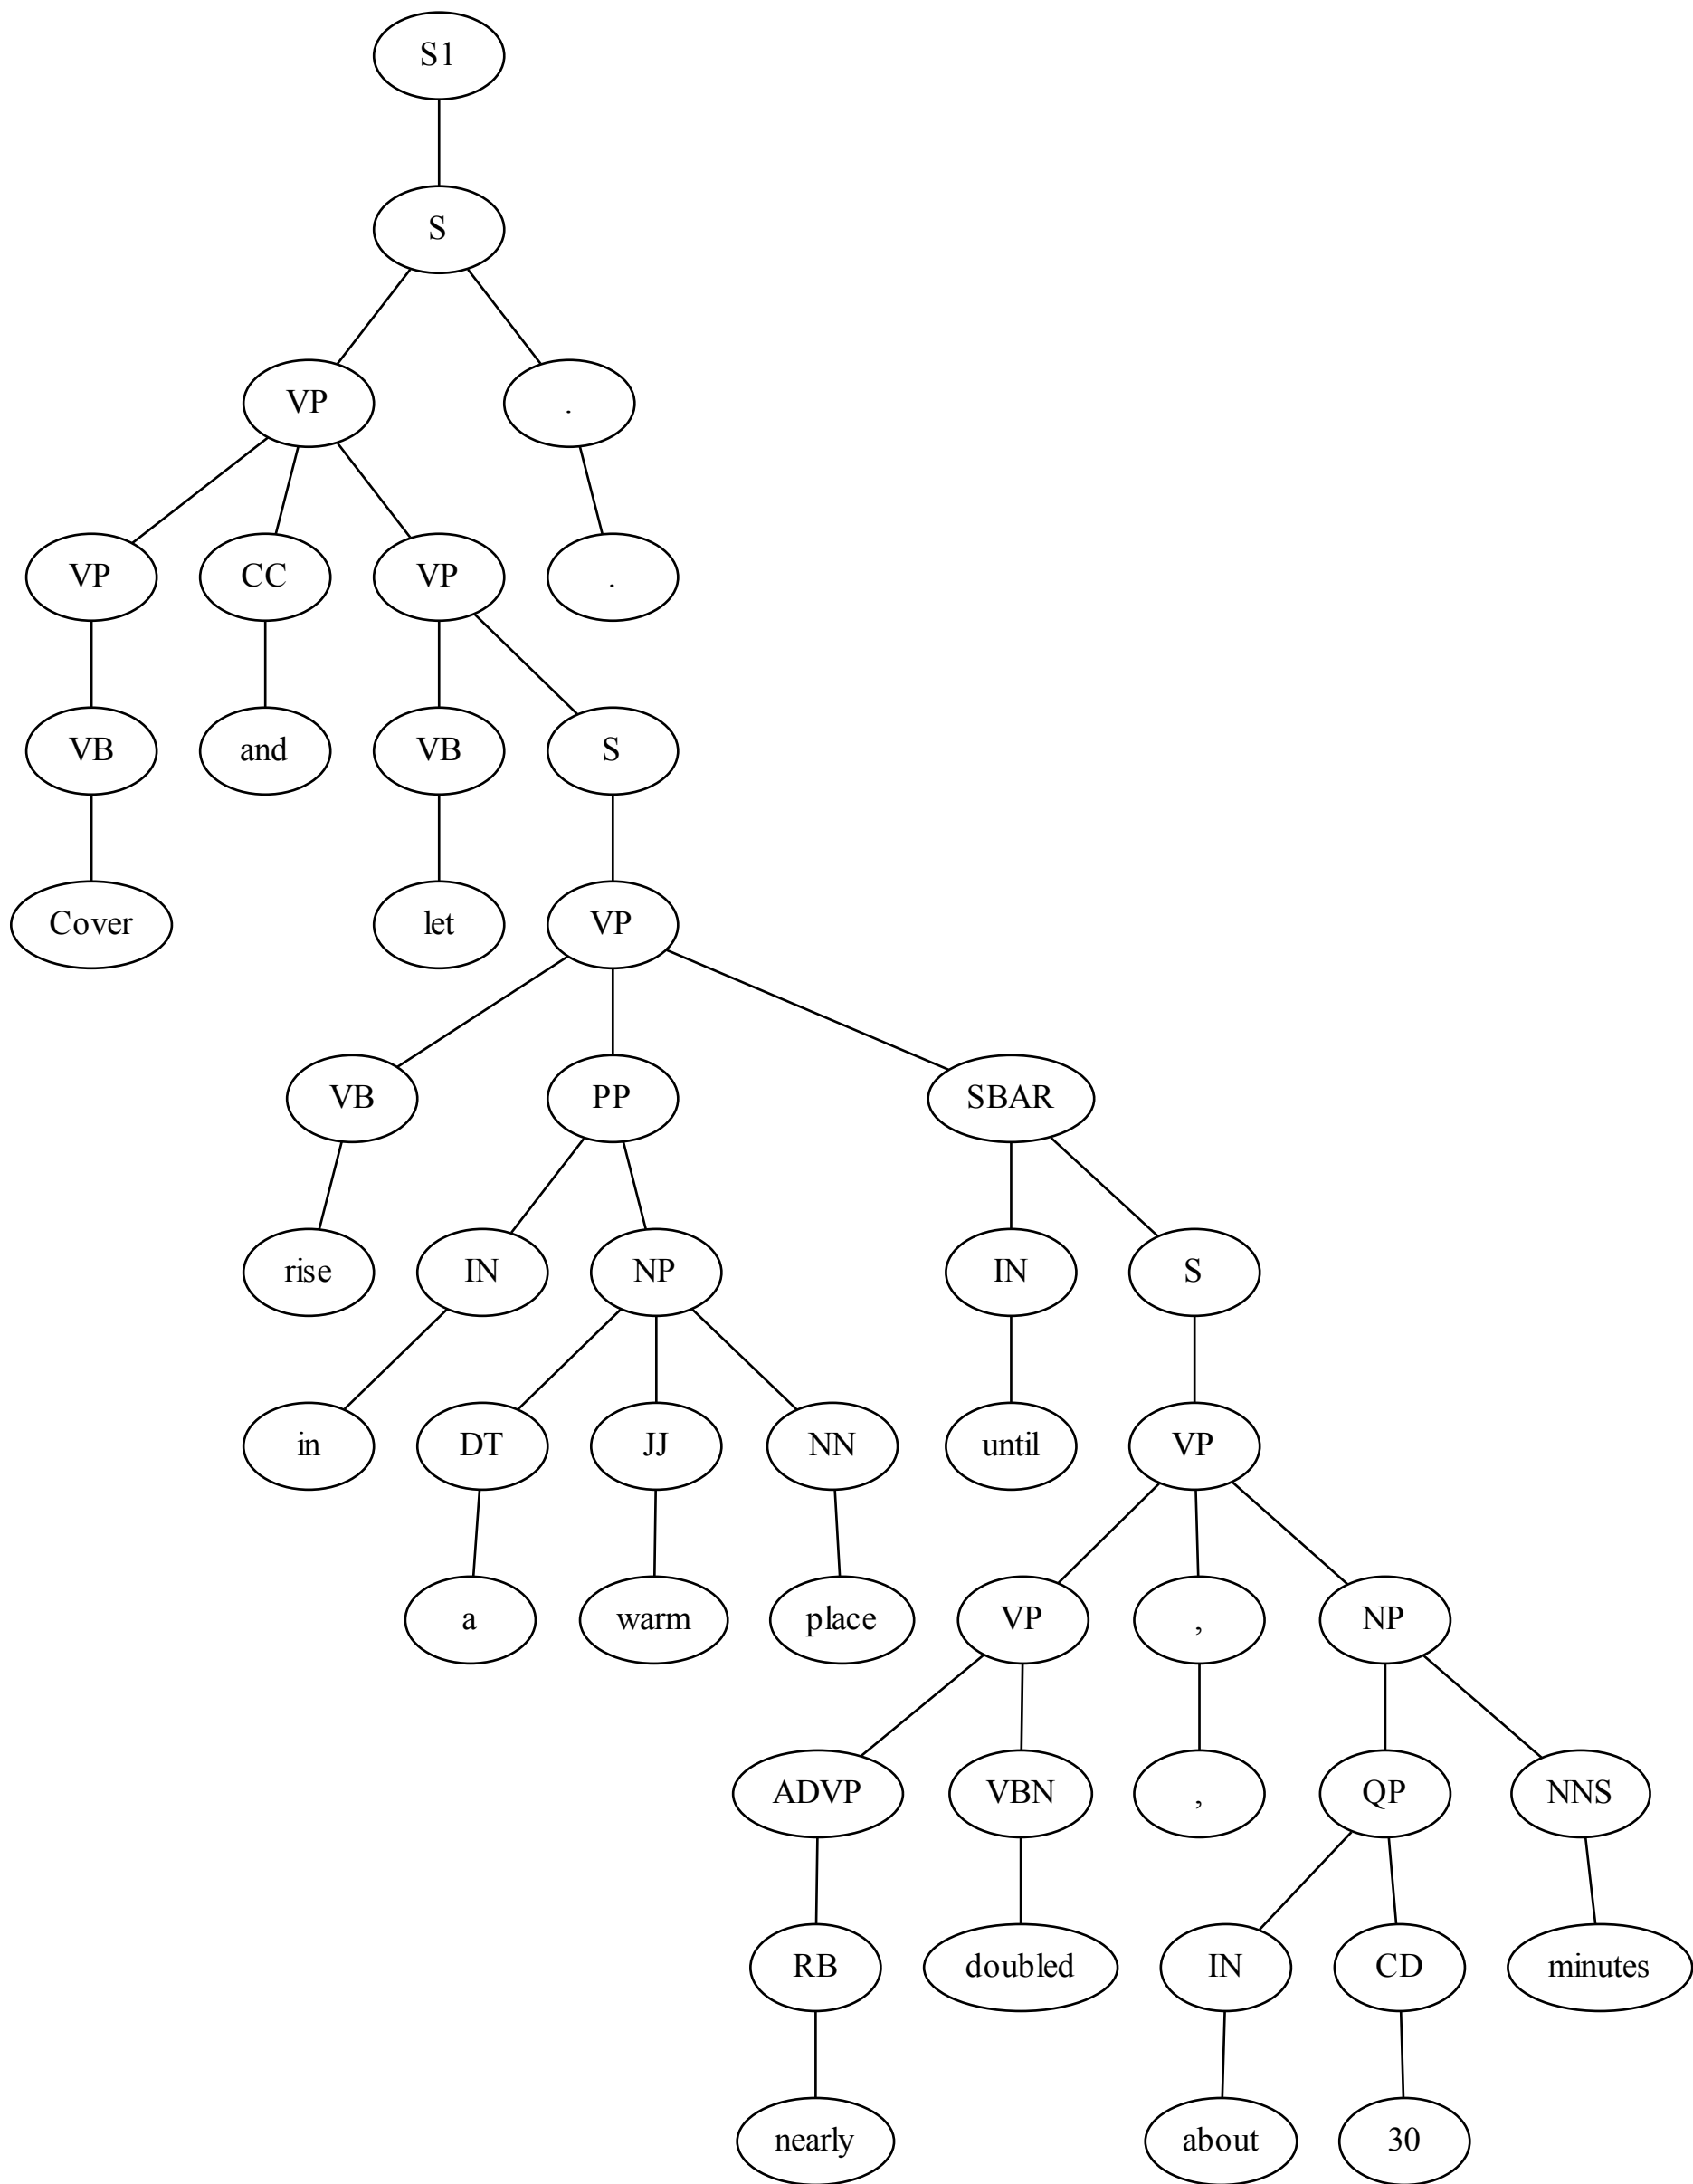 S1
S
VP .
VP CC VP .
VB and VB S
Cover let VP
VB PP SBAR
rise IN NP IN S
in DT JJ NN until VP
a warm place VP , NP
ADVP VBN , QP NNS
RB doubled IN CD minutes
nearly about 30